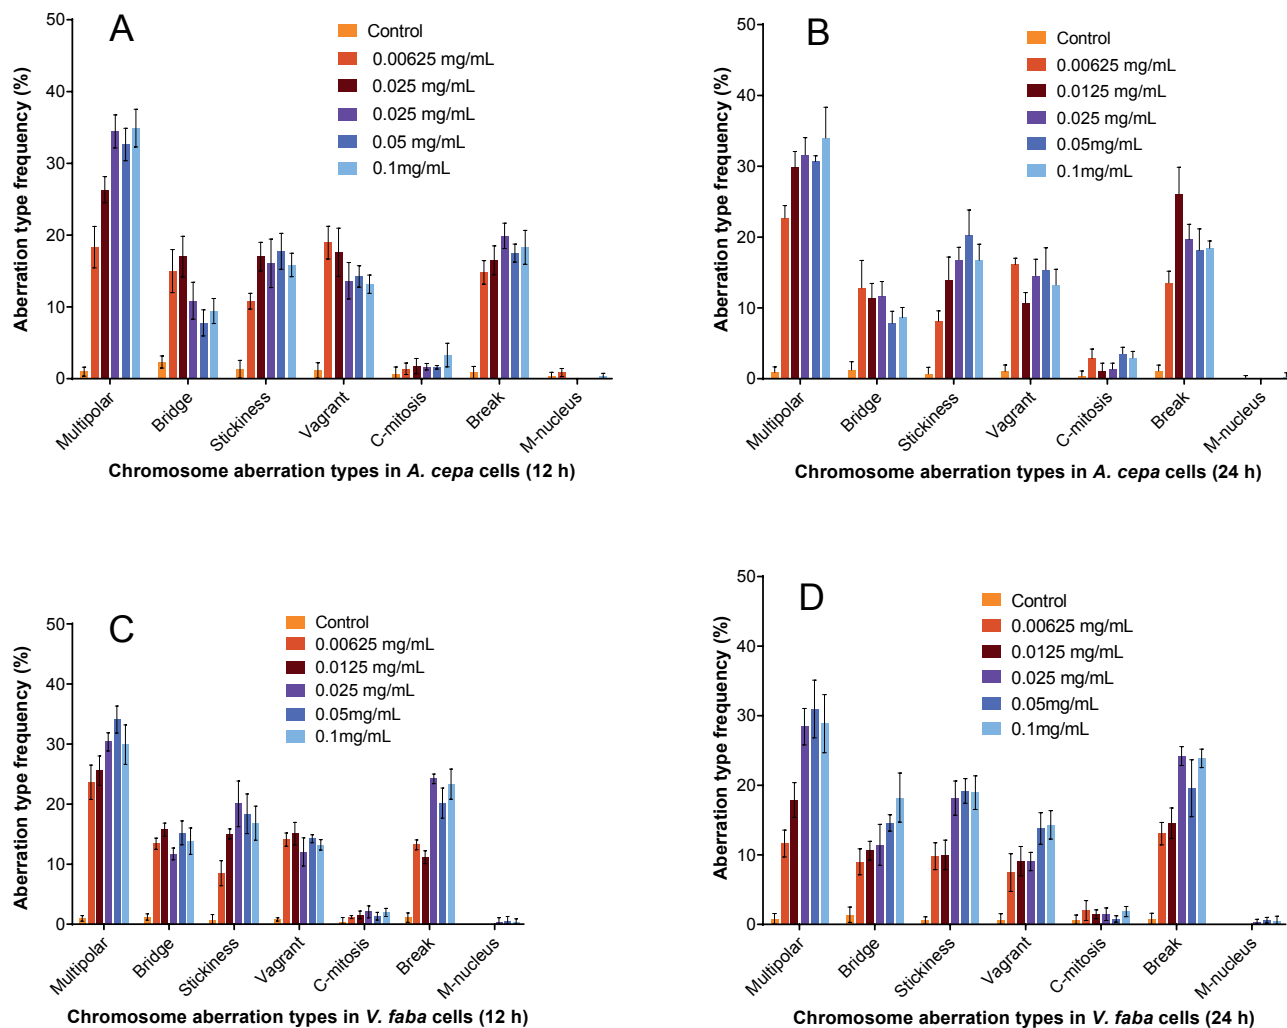 A
Aberration type frequency (%)
50
40
30
20
10
0
Control
0.00625 mg/mL
0.025 mg/mL
0.025 mg/mL
0.05 mg/mL
0.1mg/mL
Multipolar
Bridge
Stickiness
Vagrant
C-mitosis
Break
M-nucleus
Chromosome aberration types in A. cepa cells (12 h)
B
Aberration type frequency (%)
50
40
30
20
10
0
Control
0.00625 mg/mL
0.0125 mg/mL
0.025 mg/mL
0.05mg/mL
0.1mg/mL
Multipolar
Bridge
Stickiness
Vagrant
C-mitosis
Break
M-nucleus
Chromosome aberration types in A. cepa cells (24 h)
C
Aberration type frequency (%)
50
40
30
20
10
0
Control
0.00625 mg/mL
0.0125 mg/mL
0.025 mg/mL
0.05mg/mL
0.1mg/mL
Multipolar
Bridge
Stickiness
Vagrant
C-mitosis
Break
M-nucleus
Chromosome aberration types in V. faba cells (12 h)
D
Aberration type frequency (%)
50
40
30
20
10
0
Control
0.00625 mg/mL
0.0125 mg/mL
0.025 mg/mL
0.05mg/mL
0.1mg/mL
Multipolar
Bridge
Stickiness
Vagrant
C-mitosis
Break
M-nucleus
Chromosome aberration types in V. faba cells (24 h)